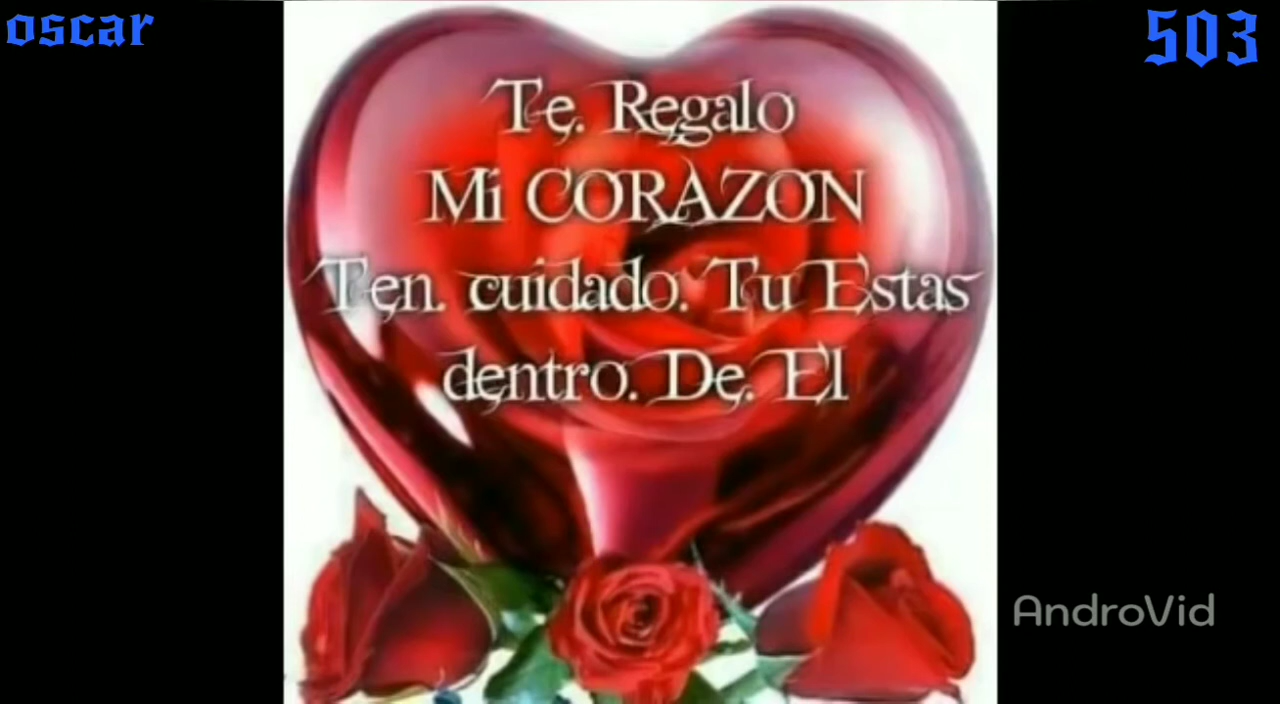 oscar
503
Te. Regalo
Mi CORAZON
Ten. cuidado. Tu Estas
dentro. De. El
AndroVid